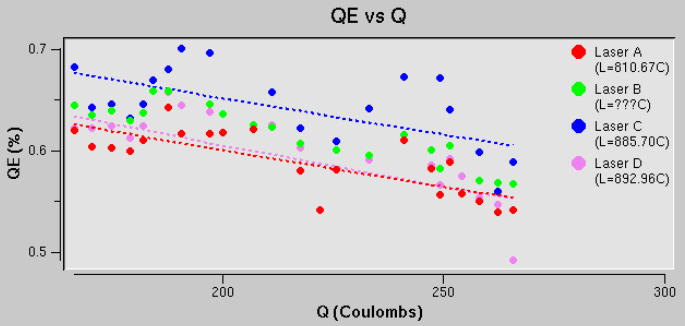 QE vs Q
0.7
0.6
0.5
QE (%)
Laser A
(L=810.67C)
Laser B
(L=???C)
Laser C
(L=885.70C)
Laser D
(L=892.96C)
200
250
300
Q (Coulombs)